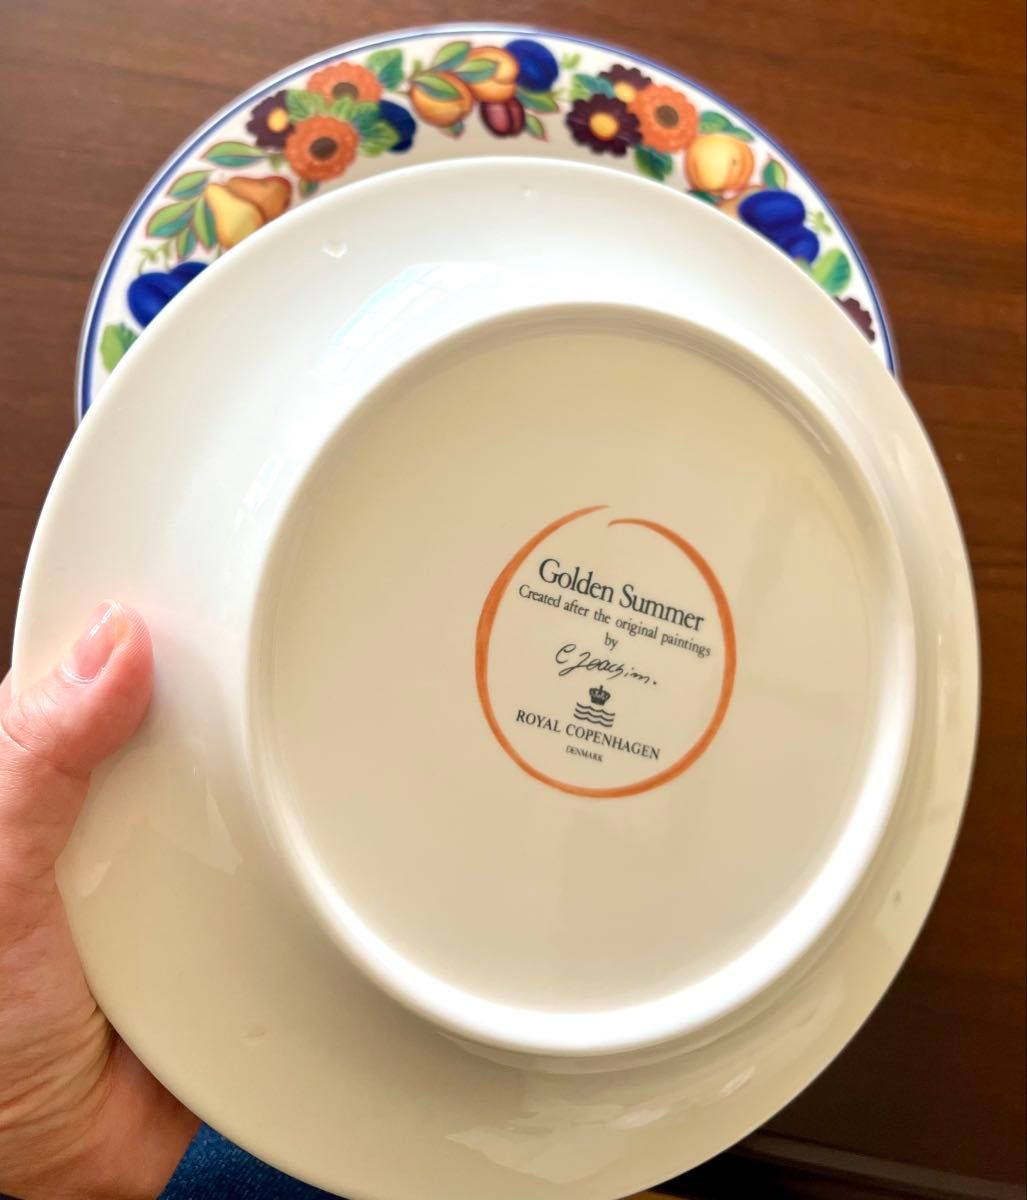 Golden Summer
Created after the original paintings
by
C Joachim.
ROYAL COPENHAGEN
DENMARK